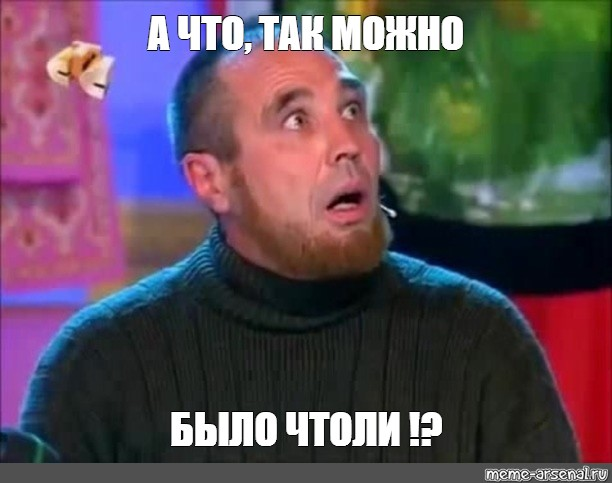 А ЧТО, ТАК МОЖНО
БЫЛО ЧТОЛИ !?
meme-arsenal.ru